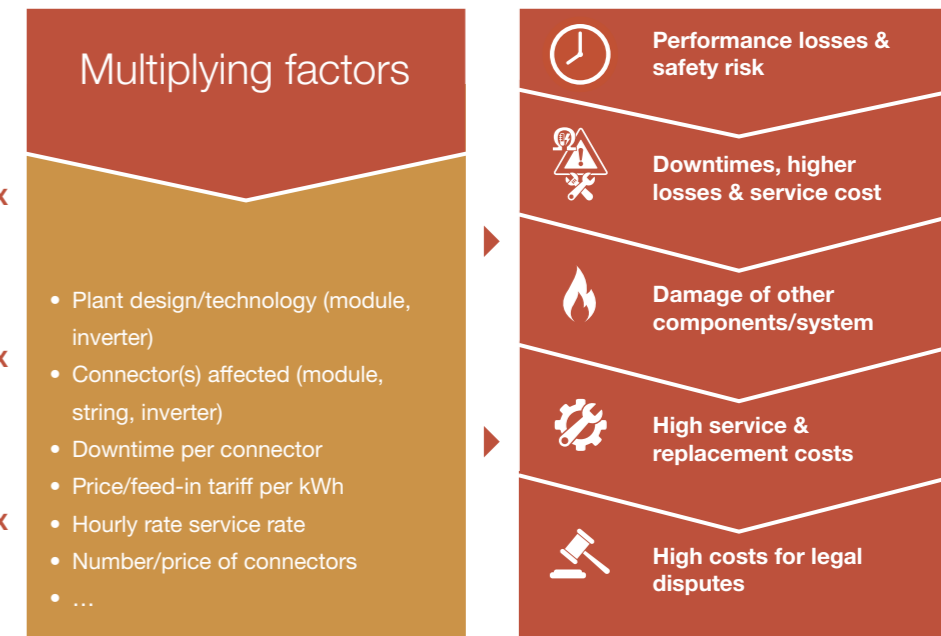 Multiplying factors
x
x
x
• Plant design/technology (module,
inverter)
• Connector(s) affected (module,
string, inverter)
• Downtime per connector
• Price/feed-in tariff per kWh
• Hourly rate service rate
• Number/price of connectors
• …
Performance losses &
safety risk
Downtimes, higher
losses & service cost
Damage of other
components/system
High service &
replacement costs
High costs for legal
disputes